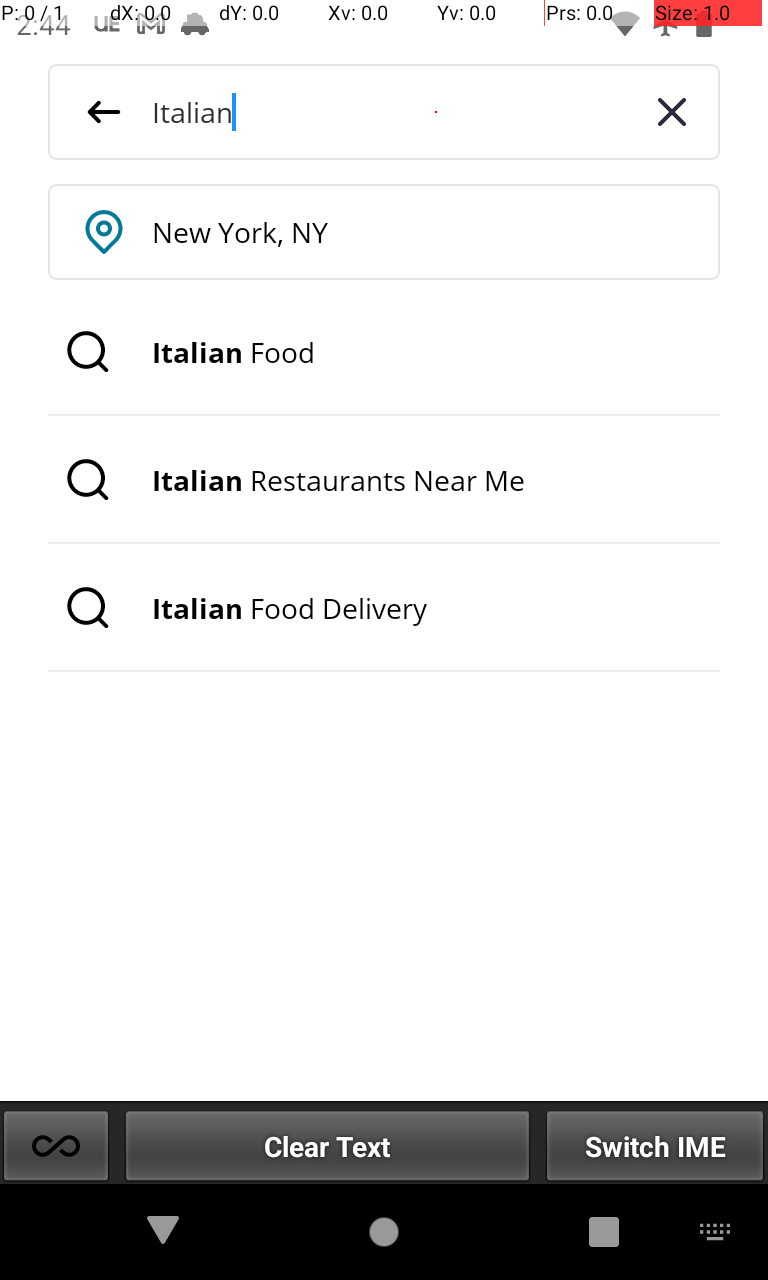 P: 0 / 1 dX: 0.0 dY: 0.0 Xv: 0.0 Yv: 0.0 Prs: 0.0 Size: 1.0
2:44 UE
Italian
New York, NY
Italian Food
Italian Restaurants Near Me
Italian Food Delivery
Clear Text Switch IME